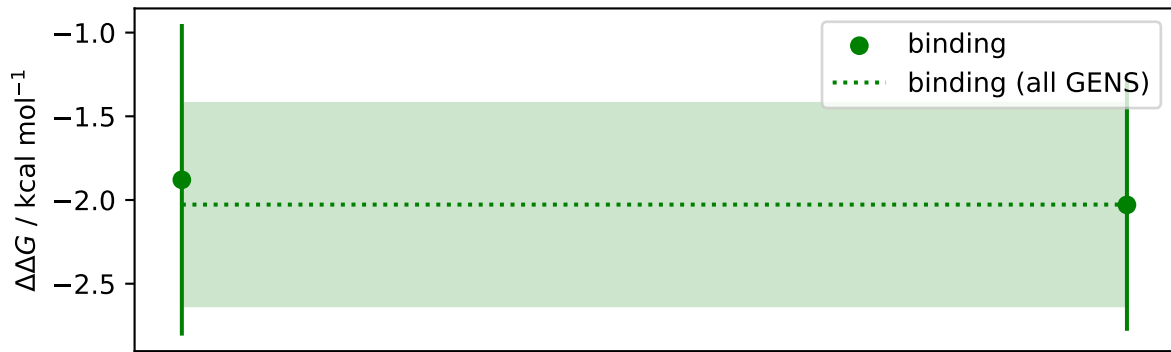 −1.0
−1.5
−2.0
−2.5
ΔΔG / kcal mol⁻¹
binding
binding (all GENS)